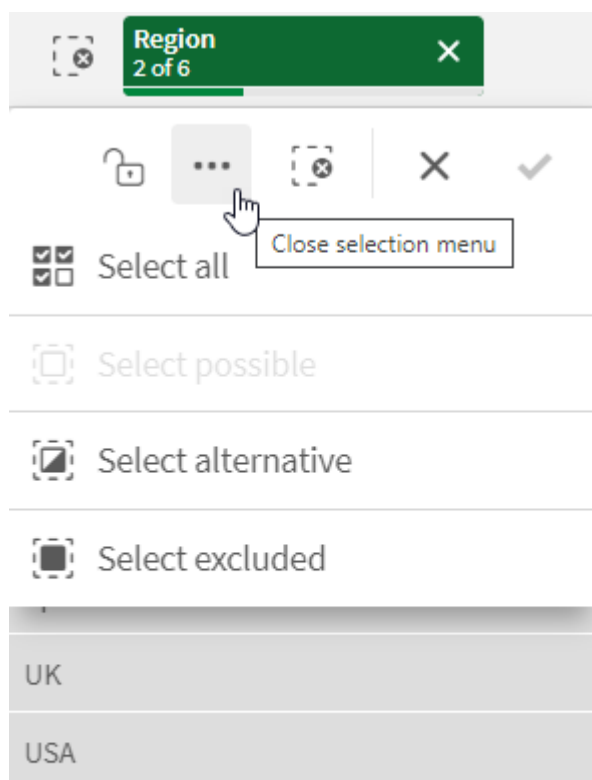 Region
2 of 6
Close selection menu
Select all
Select possible
Select alternative
Select excluded
UK
USA